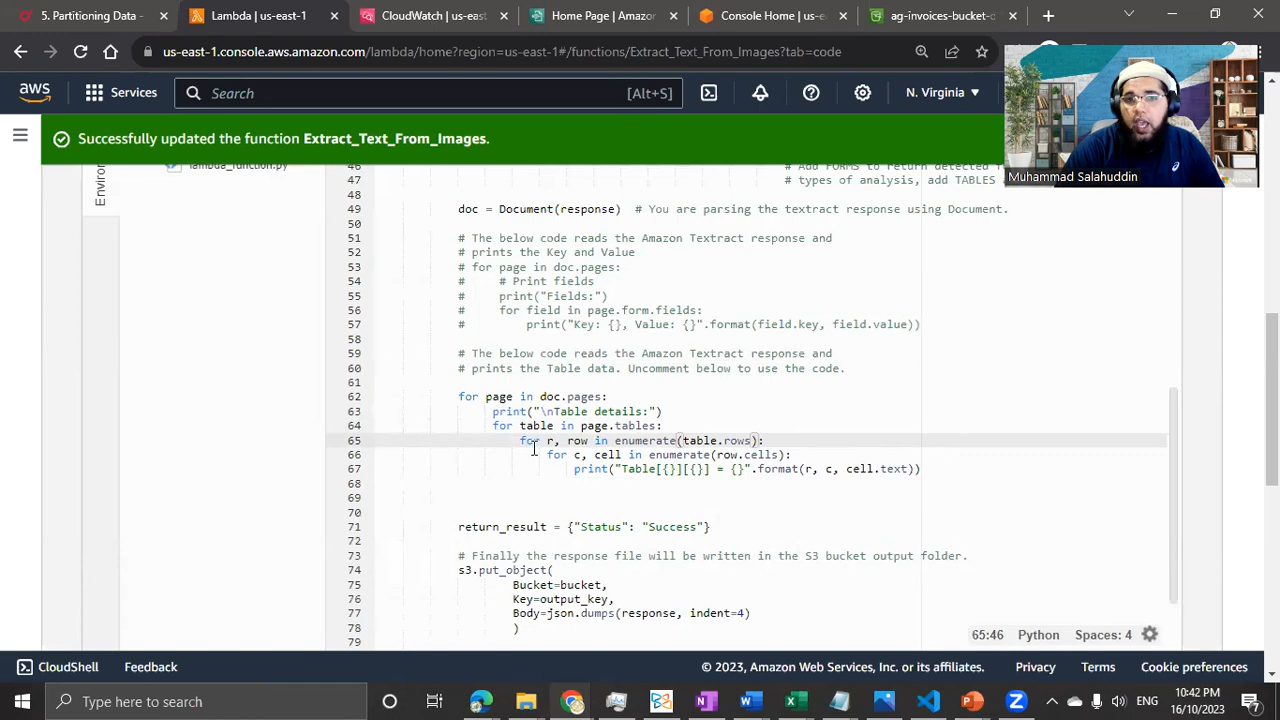 5. Partitioning Data
Lambda | us-east-1
CloudWatch | us-east
Home Page | Amazon
Console Home | us-e
ag-invoices-bucket-c
us-east-1.console.aws.amazon.com/lambda/home?region=us-east-1#/functions/Extract_Text_From_Images?tab=code
aws
Services
Search
[Alt+S]
N. Virginia
Successfully updated the function Extract_Text_From_Images.
Muhammad Salahuddin
Environ
lambda_function.py
46 # Add FORMS to return detected f
47 # types of analysis, add TABLES
48
49 doc = Document(response) # You are parsing the textract response using Document.
50
51 # The below code reads the Amazon Textract response and
52 # prints the Key and Value
53 # for page in doc.pages:
54 # # Print fields
55 # print("Fields:")
56 # for field in page.form.fields:
57 # print("Key: {}, Value: {}".format(field.key, field.value))
58
59 # The below code reads the Amazon Textract response and
60 # prints the Table data. Uncomment below to use the code.
61
62 for page in doc.pages:
63 print("\nTable details:")
64 for table in page.tables:
65 for r, row in enumerate(table.rows):
66 for c, cell in enumerate(row.cells):
67 print("Table[{}][{}] = {}".format(r, c, cell.text))
68
69
70
71 return_result = {"Status": "Success"}
72
73 # Finally the response file will be written in the S3 bucket output folder.
74 s3.put_object(
75 Bucket=bucket,
76 Key=output_key,
77 Body=json.dumps(response, indent=4)
78 )
79
65:46 Python Spaces: 4
CloudShell
Feedback
© 2023, Amazon Web Services, Inc. or its affiliates.
Privacy
Terms
Cookie preferences
Type here to search
ENG
10:42 PM
16/10/2023
7